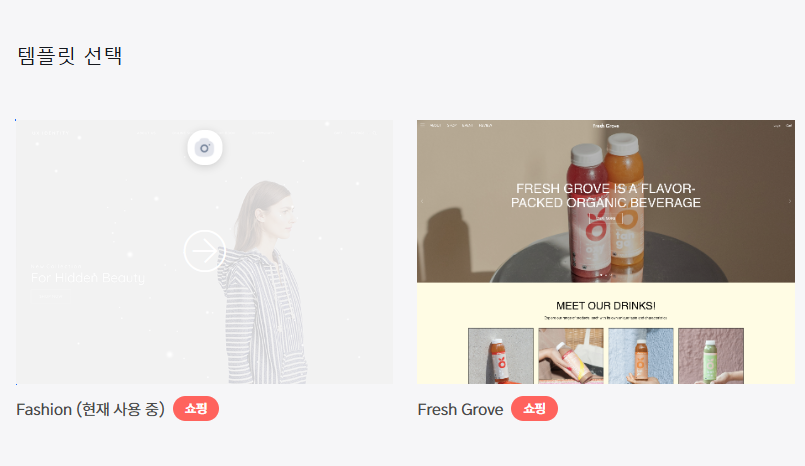 템플릿 선택
Fresh Grove
FRESH GROVE IS A FLAVOR-
PACKED ORGANIC BEVERAGE
For Hidden Beauty
MEET OUR DRINKS!
Fashion (현재 사용 중) 쇼핑
Fresh Grove 쇼핑